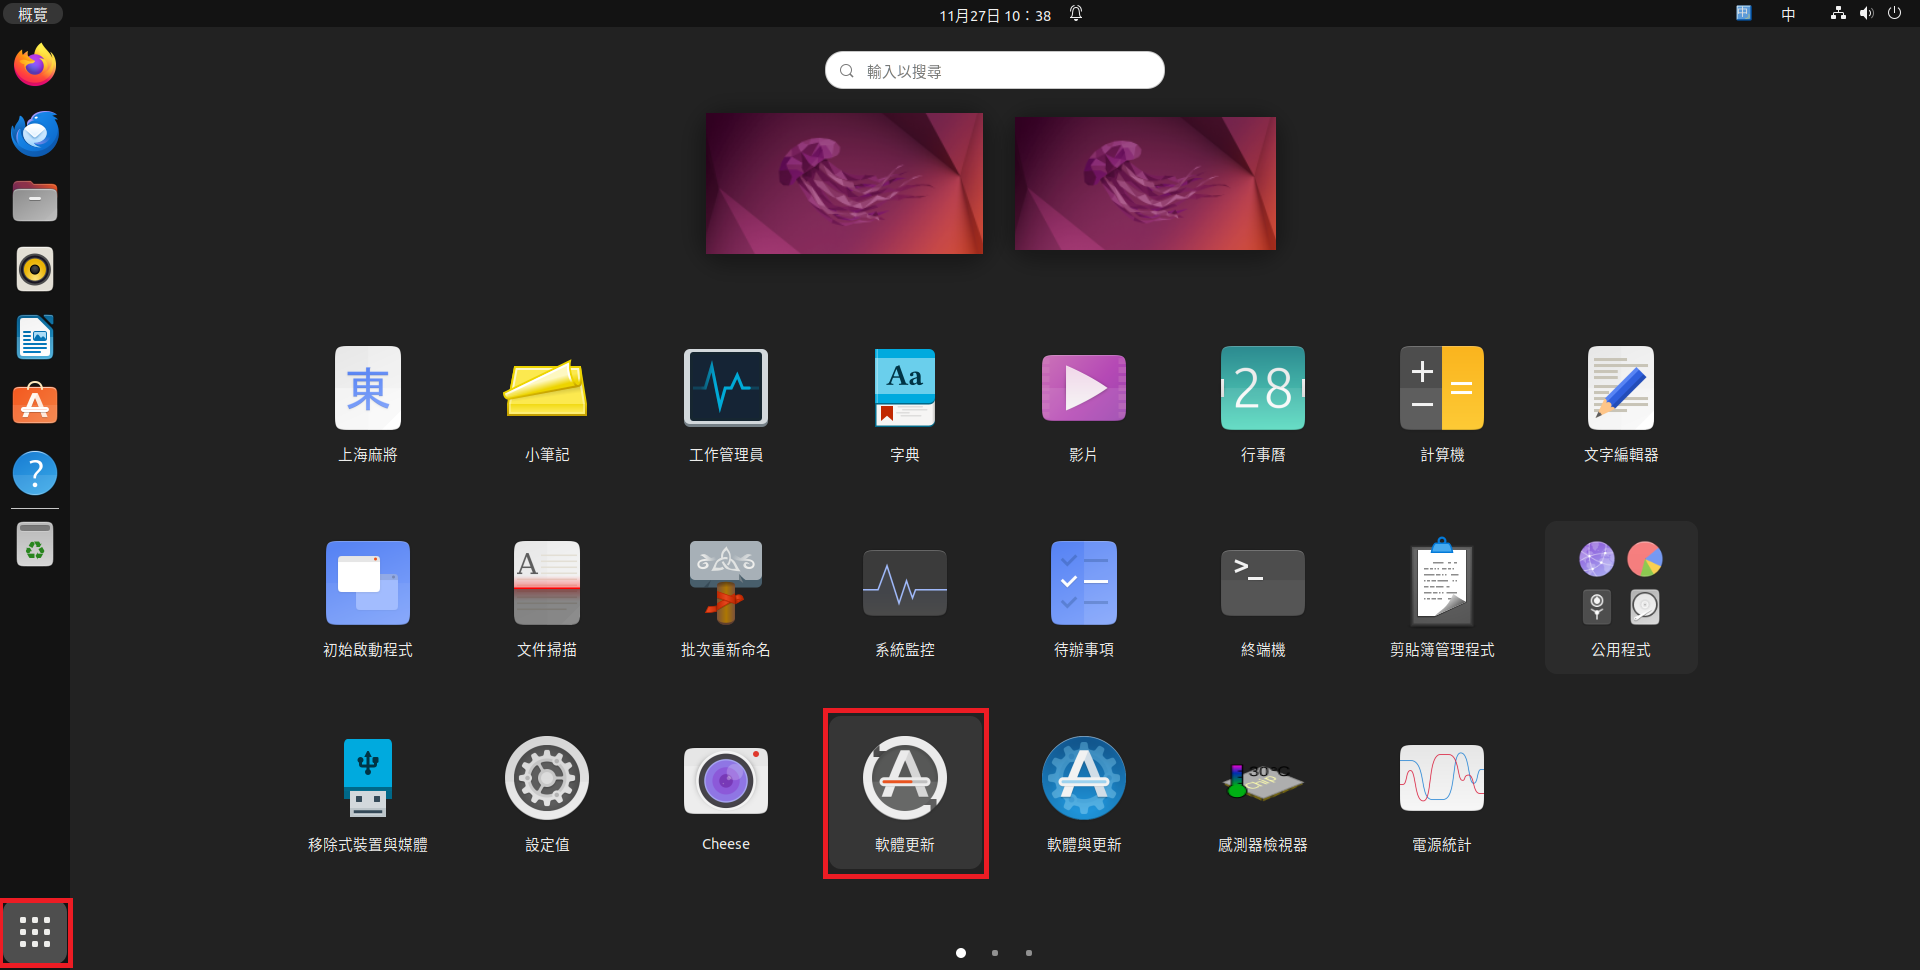 概覽
11月27日 10：38
中
中
輸入以搜尋
東
Aa
28
上海麻將
小筆記
工作管理員
字典
影片
行事曆
計算機
文字編輯器
A
>_
初始啟動程式
文件掃描
批次重新命名
系統監控
待辦事項
終端機
剪貼簿管理程式
公用程式
30°C
移除式裝置與媒體
設定值
Cheese
軟體更新
軟體與更新
感測器檢視器
電源統計